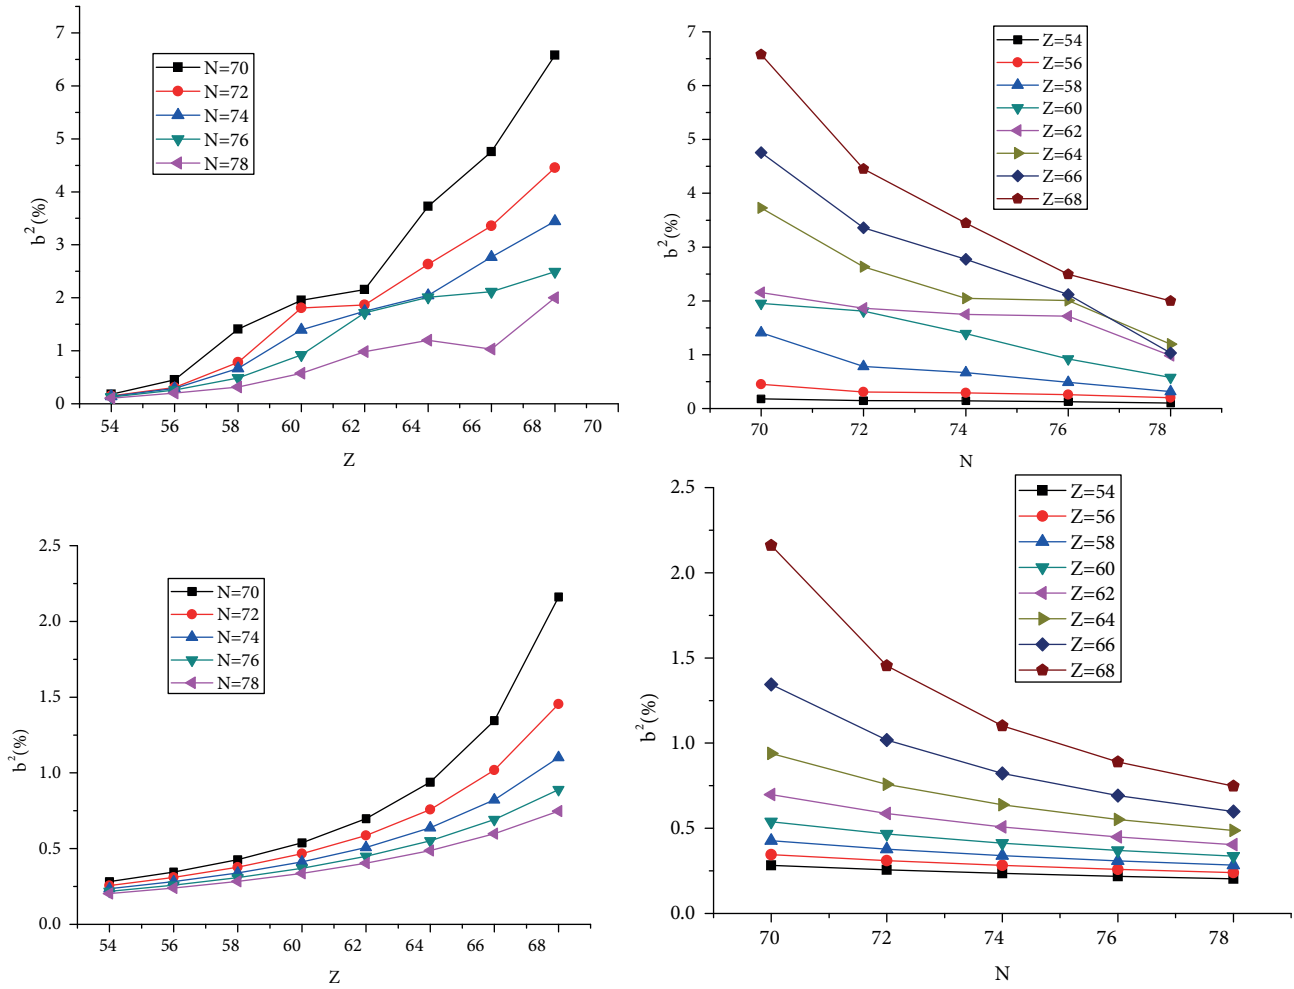 7
6
5
4
3
2
1
0
b²(%)
N=70
N=72
N=74
N=76
N=78
54 56 58 60 62 64 66 68 70
Z
7
6
5
4
3
2
1
0
b²(%)
Z=54
Z=56
Z=58
Z=60
Z=62
Z=64
Z=66
Z=68
70 72 74 76 78
N
2.5
2.0
1.5
1.0
0.5
0.0
b²(%)
N=70
N=72
N=74
N=76
N=78
54 56 58 60 62 64 66 68
Z
2.5
2.0
1.5
1.0
0.5
0.0
b²(%)
Z=54
Z=56
Z=58
Z=60
Z=62
Z=64
Z=66
Z=68
70 72 74 76 78
N